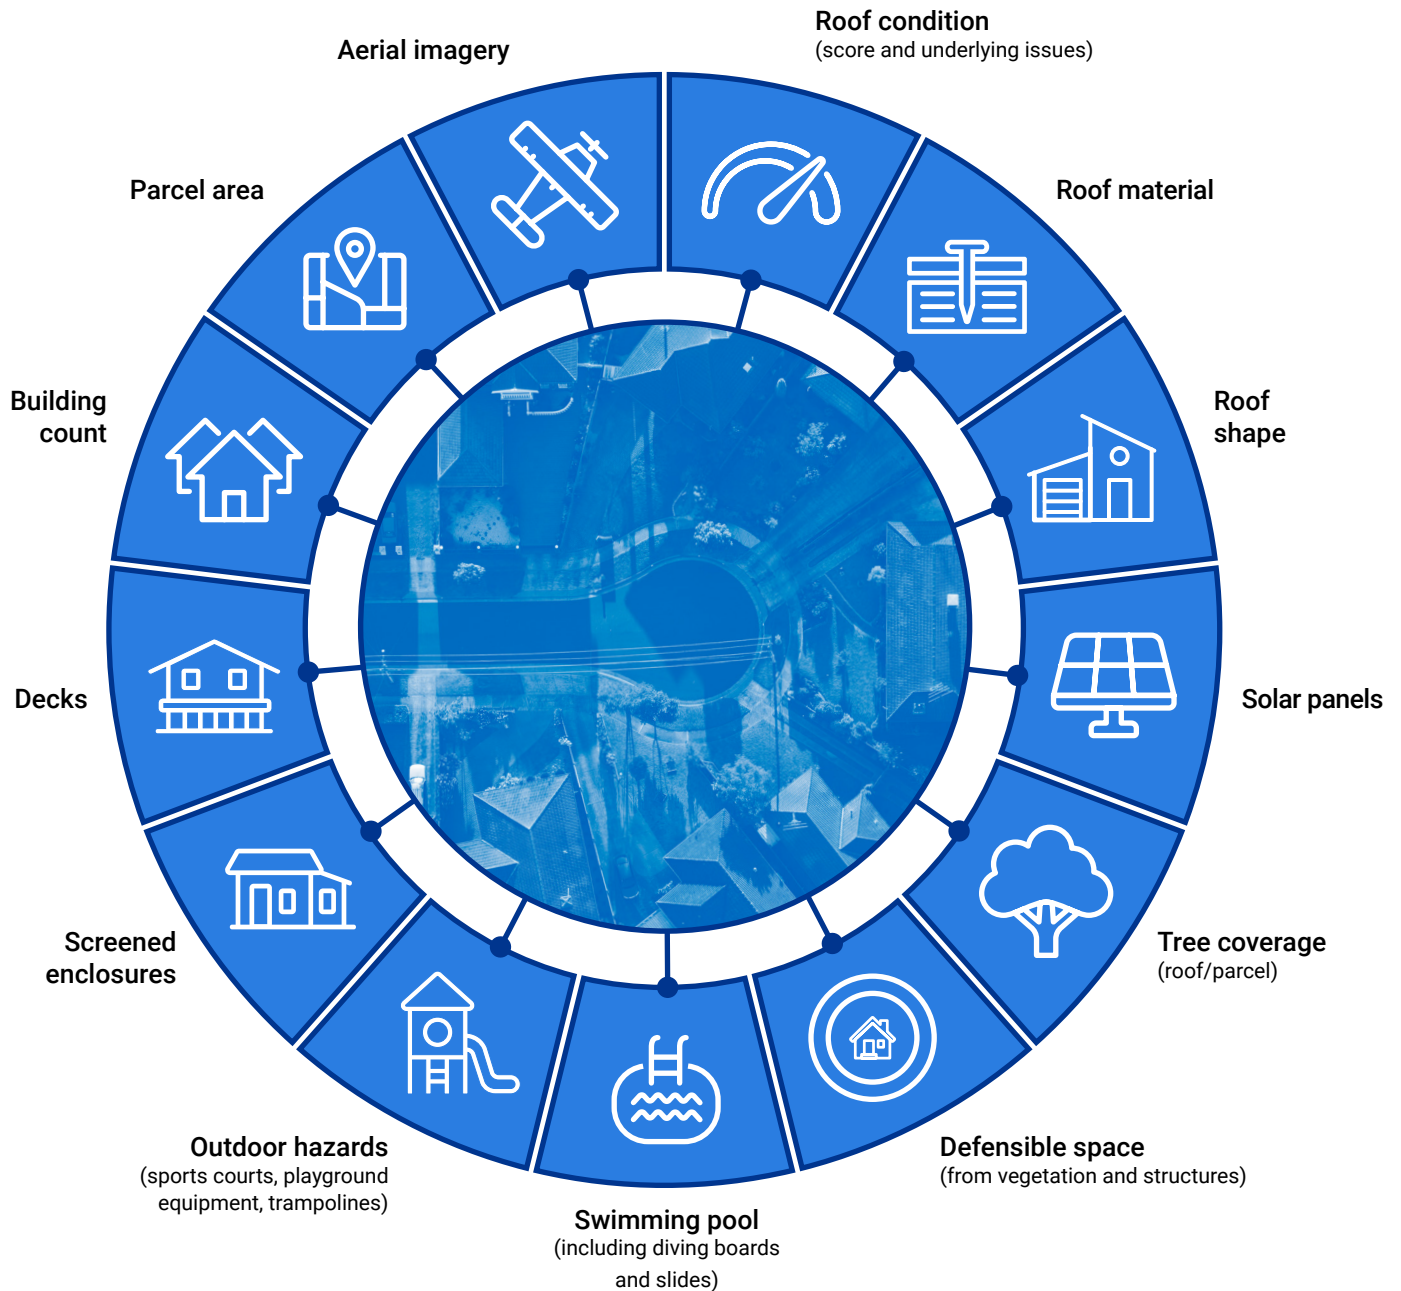 Roof condition
(score and underlying issues)
Aerial imagery
Parcel area
Roof material
Building
count
Roof
shape
Decks
Solar panels
Screened
enclosures
Tree coverage
(roof/parcel)
Outdoor hazards
(sports courts, playground
equipment, trampolines)
Defensible space
(from vegetation and structures)
Swimming pool
(including diving boards
and slides)